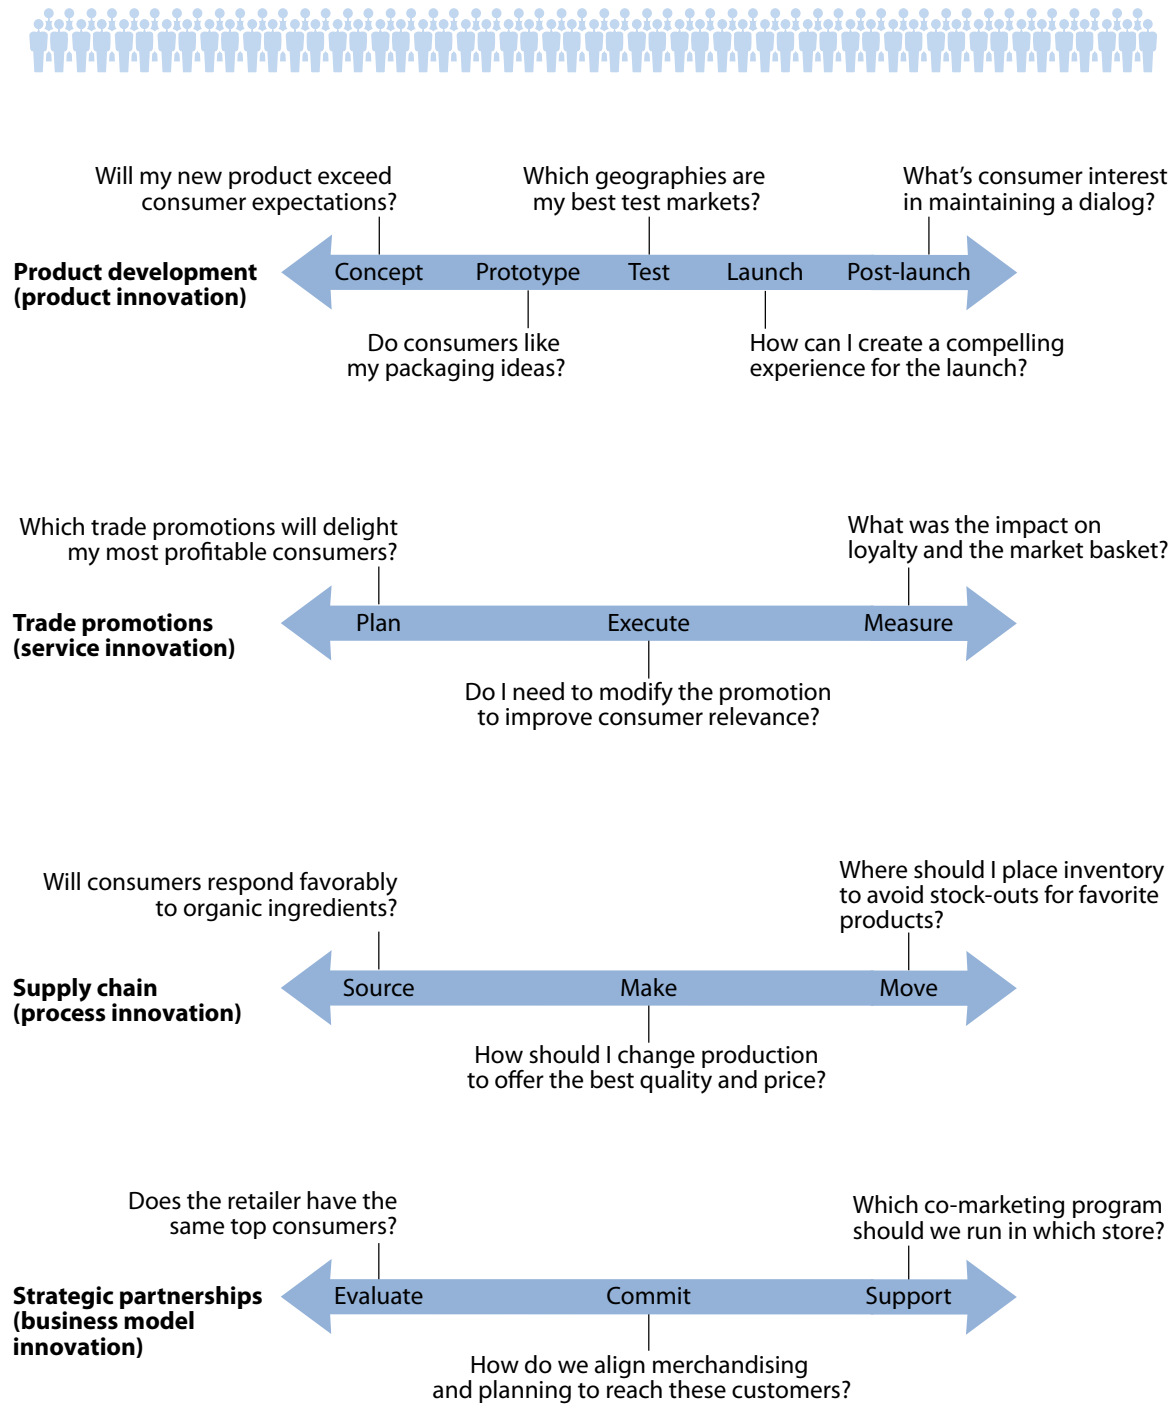 Will my new product exceed
consumer expectations?
Which geographies are
my best test markets?
What’s consumer interest
in maintaining a dialog?
Product development
(product innovation)
Concept
Prototype
Test
Launch
Post-launch
Do consumers like
my packaging ideas?
How can I create a compelling
experience for the launch?
Which trade promotions will delight
my most profitable consumers?
What was the impact on
loyalty and the market basket?
Trade promotions
(service innovation)
Plan
Execute
Measure
Do I need to modify the promotion
to improve consumer relevance?
Will consumers respond favorably
to organic ingredients?
Where should I place inventory
to avoid stock-outs for favorite
products?
Supply chain
(process innovation)
Source
Make
Move
How should I change production
to offer the best quality and price?
Does the retailer have the
same top consumers?
Which co-marketing program
should we run in which store?
Strategic partnerships
(business model
innovation)
Evaluate
Commit
Support
How do we align merchandising
and planning to reach these customers?